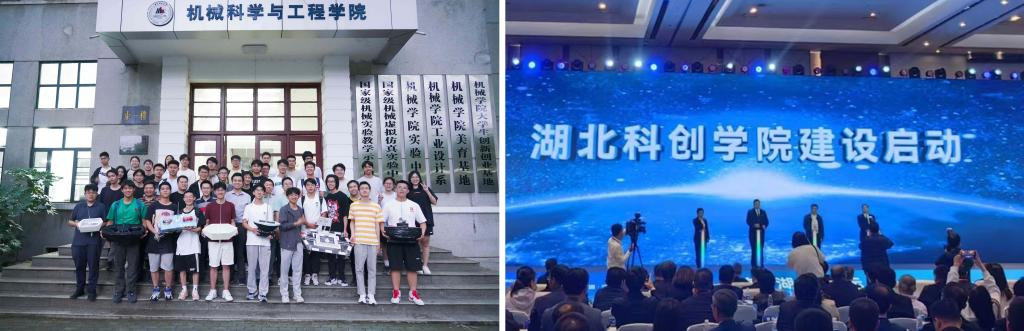 机械科学与工程学院
国家级机械实验教学示
国家级机械虚拟仿真实验中
机械学院实验中
机械学院工业设计系
机械学院美育基地
机械学院大学生创新创业基地
湖北科创学院建设启动
湖